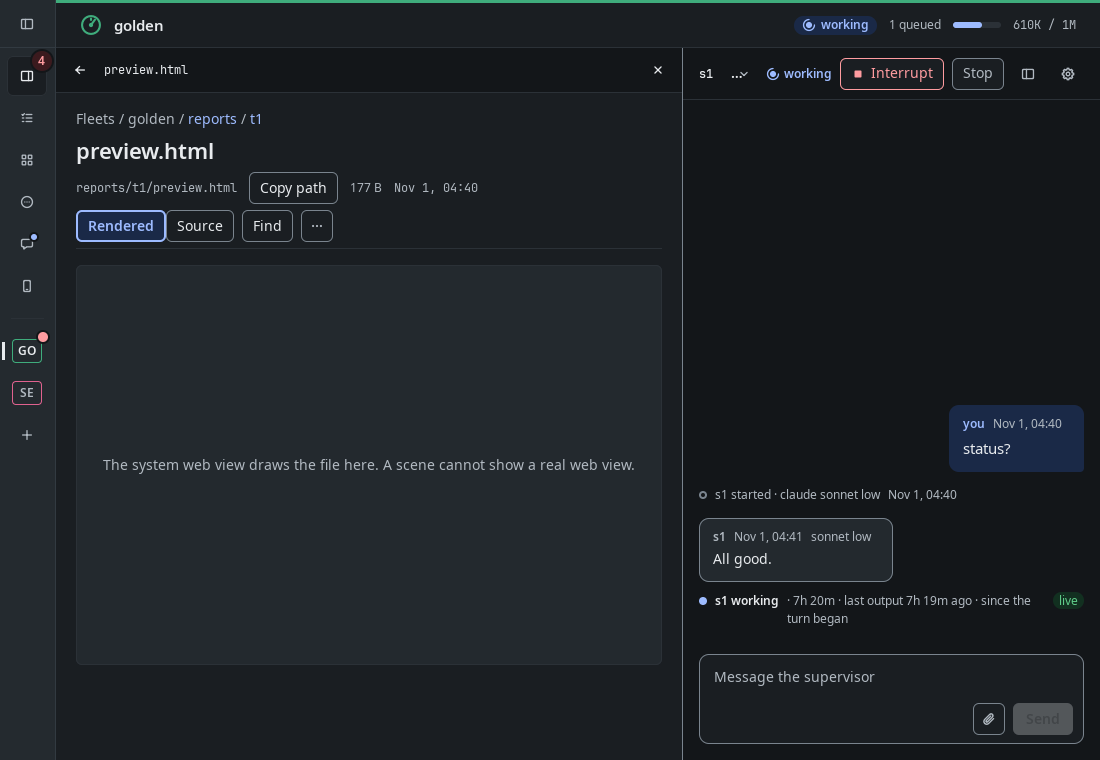 golden
working
1 queued
610K / 1M
4
GO
SE
preview.html
Fleets / golden / reports / t1
preview.html
reports/t1/preview.html
Copy path
177 B
Nov 1, 04:40
Rendered
Source
Find
...
The system web view draws the file here. A scene cannot show a real web view.
s1
...
working
Interrupt
Stop
you Nov 1, 04:40
status?
s1 started · claude sonnet low Nov 1, 04:40
s1 Nov 1, 04:41 sonnet low
All good.
s1 working · 7h 20m · last output 7h 19m ago · since the
turn began
live
Message the supervisor
Send